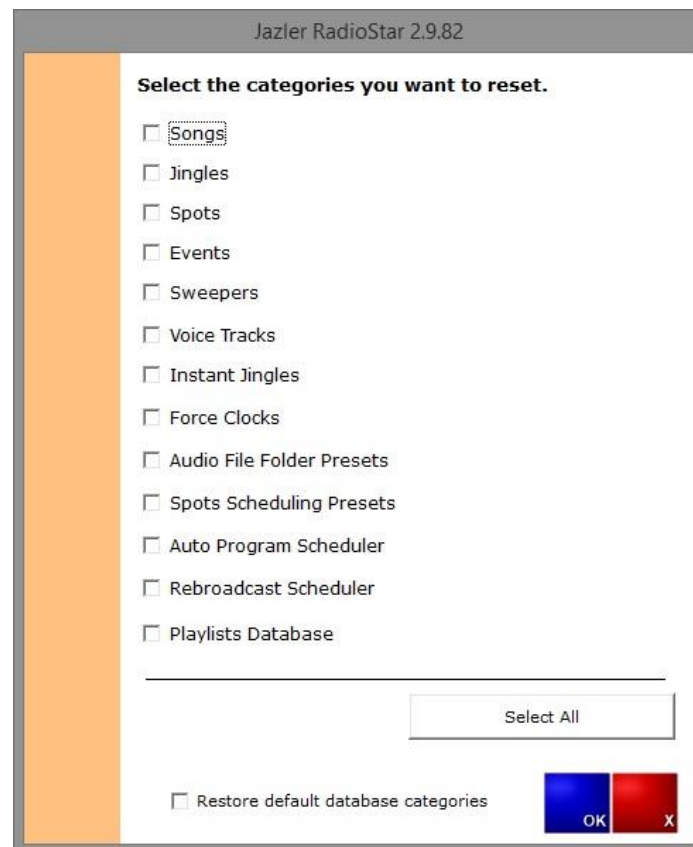 Jazler RadioStar 2.9.82
Select the categories you want to reset.
Songs
Jingles
Spots
Events
Sweepers
Voice Tracks
Instant Jingles
Force Clocks
Audio File Folder Presets
Spots Scheduling Presets
Auto Program Scheduler
Rebroadcast Scheduler
Playlists Database
Select All
Restore default database categories
OK
X